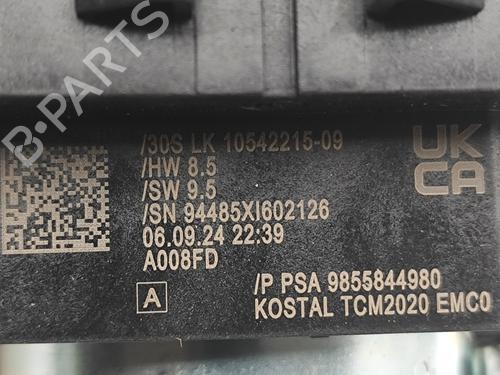 /30S LK 10542215-09
/HW 8.5
/SW 9.5
/SN 94485XI602126
06.09.24 22:39
A008FD
A
/P PSA 9855844980
KOSTAL TCM2020 EMC0
UK
CA
B-PARTS